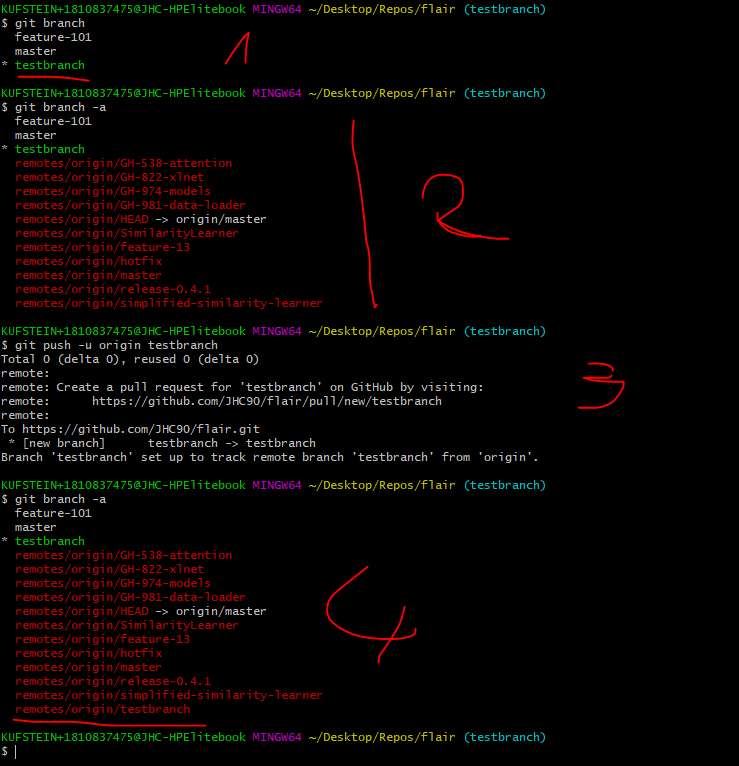 KUFSTEIN+1810837475@JHC-HPElitebook MINGW64 ~/Desktop/Repos/flair (testbranch)
$ git branch
  feature-101
  master
* testbranch
1
KUFSTEIN+1810837475@JHC-HPElitebook MINGW64 ~/Desktop/Repos/flair (testbranch)
$ git branch -a
  feature-101
  master
* testbranch
  remotes/origin/GH-538-attention
  remotes/origin/GH-822-xlnet
  remotes/origin/GH-974-models
  remotes/origin/GH-981-data-loader
  remotes/origin/HEAD -> origin/master
  remotes/origin/SimilarityLearner
  remotes/origin/feature-13
  remotes/origin/hotfix
  remotes/origin/master
  remotes/origin/release-0.4.1
  remotes/origin/simplified-similarity-learner
2
KUFSTEIN+1810837475@JHC-HPElitebook MINGW64 ~/Desktop/Repos/flair (testbranch)
$ git push -u origin testbranch
Total 0 (delta 0), reused 0 (delta 0)
remote:
remote: Create a pull request for 'testbranch' on GitHub by visiting:
remote:      https://github.com/JHC90/flair/pull/new/testbranch
remote:
To https://github.com/JHC90/flair.git
 * [new branch]      testbranch -> testbranch
Branch 'testbranch' set up to track remote branch 'testbranch' from 'origin'.
3
KUFSTEIN+1810837475@JHC-HPElitebook MINGW64 ~/Desktop/Repos/flair (testbranch)
$ git branch -a
  feature-101
  master
* testbranch
  remotes/origin/GH-538-attention
  remotes/origin/GH-822-xlnet
  remotes/origin/GH-974-models
  remotes/origin/GH-981-data-loader
  remotes/origin/HEAD -> origin/master
  remotes/origin/SimilarityLearner
  remotes/origin/feature-13
  remotes/origin/hotfix
  remotes/origin/master
  remotes/origin/release-0.4.1
  remotes/origin/simplified-similarity-learner
  remotes/origin/testbranch
4
KUFSTEIN+1810837475@JHC-HPElitebook MINGW64 ~/Desktop/Repos/flair (testbranch)
$